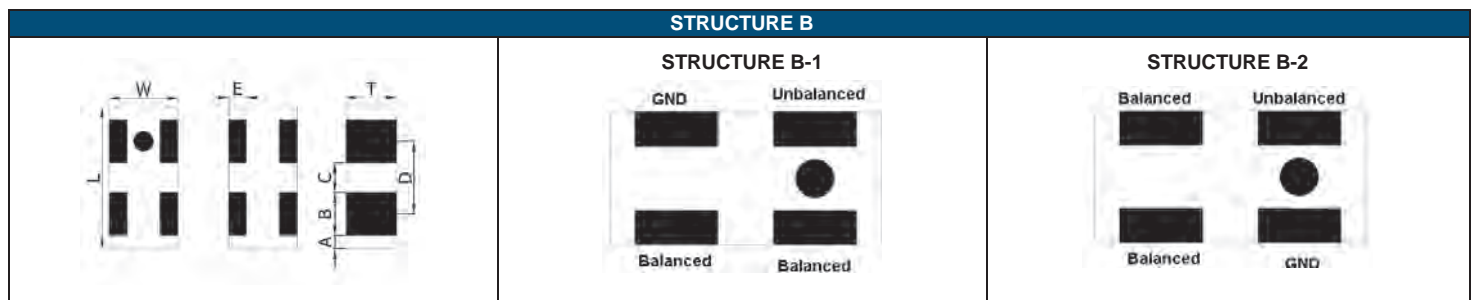 STRUCTURE B
W E T
L
C
D
B
A
STRUCTURE B-1
GND Unbalanced
Balanced Balanced
STRUCTURE B-2
Balanced Unbalanced
Balanced GND